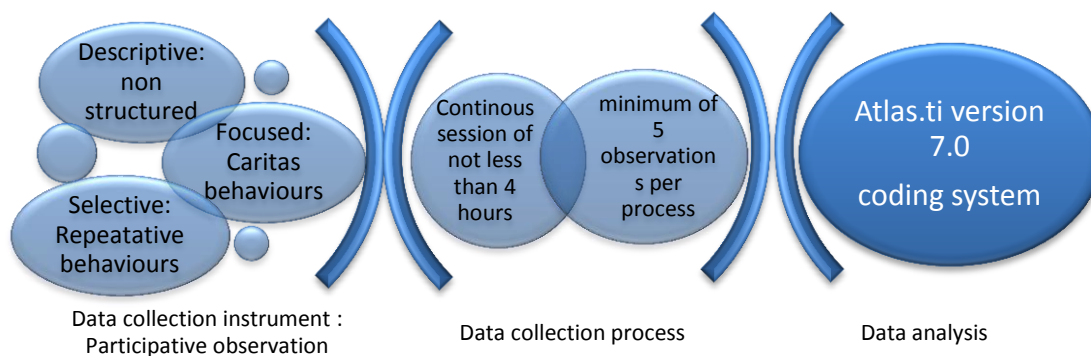 Descriptive:
non
structured
Focused:
Caritas
behaviours
Selective:
Repeatative
behaviours
Continous
session of
not less
than 4
hours
minimum of
5
observation
s per
process
Atlas.ti version
7.0
coding system
Data collection instrument :
Participative observation
Data collection process
Data analysis